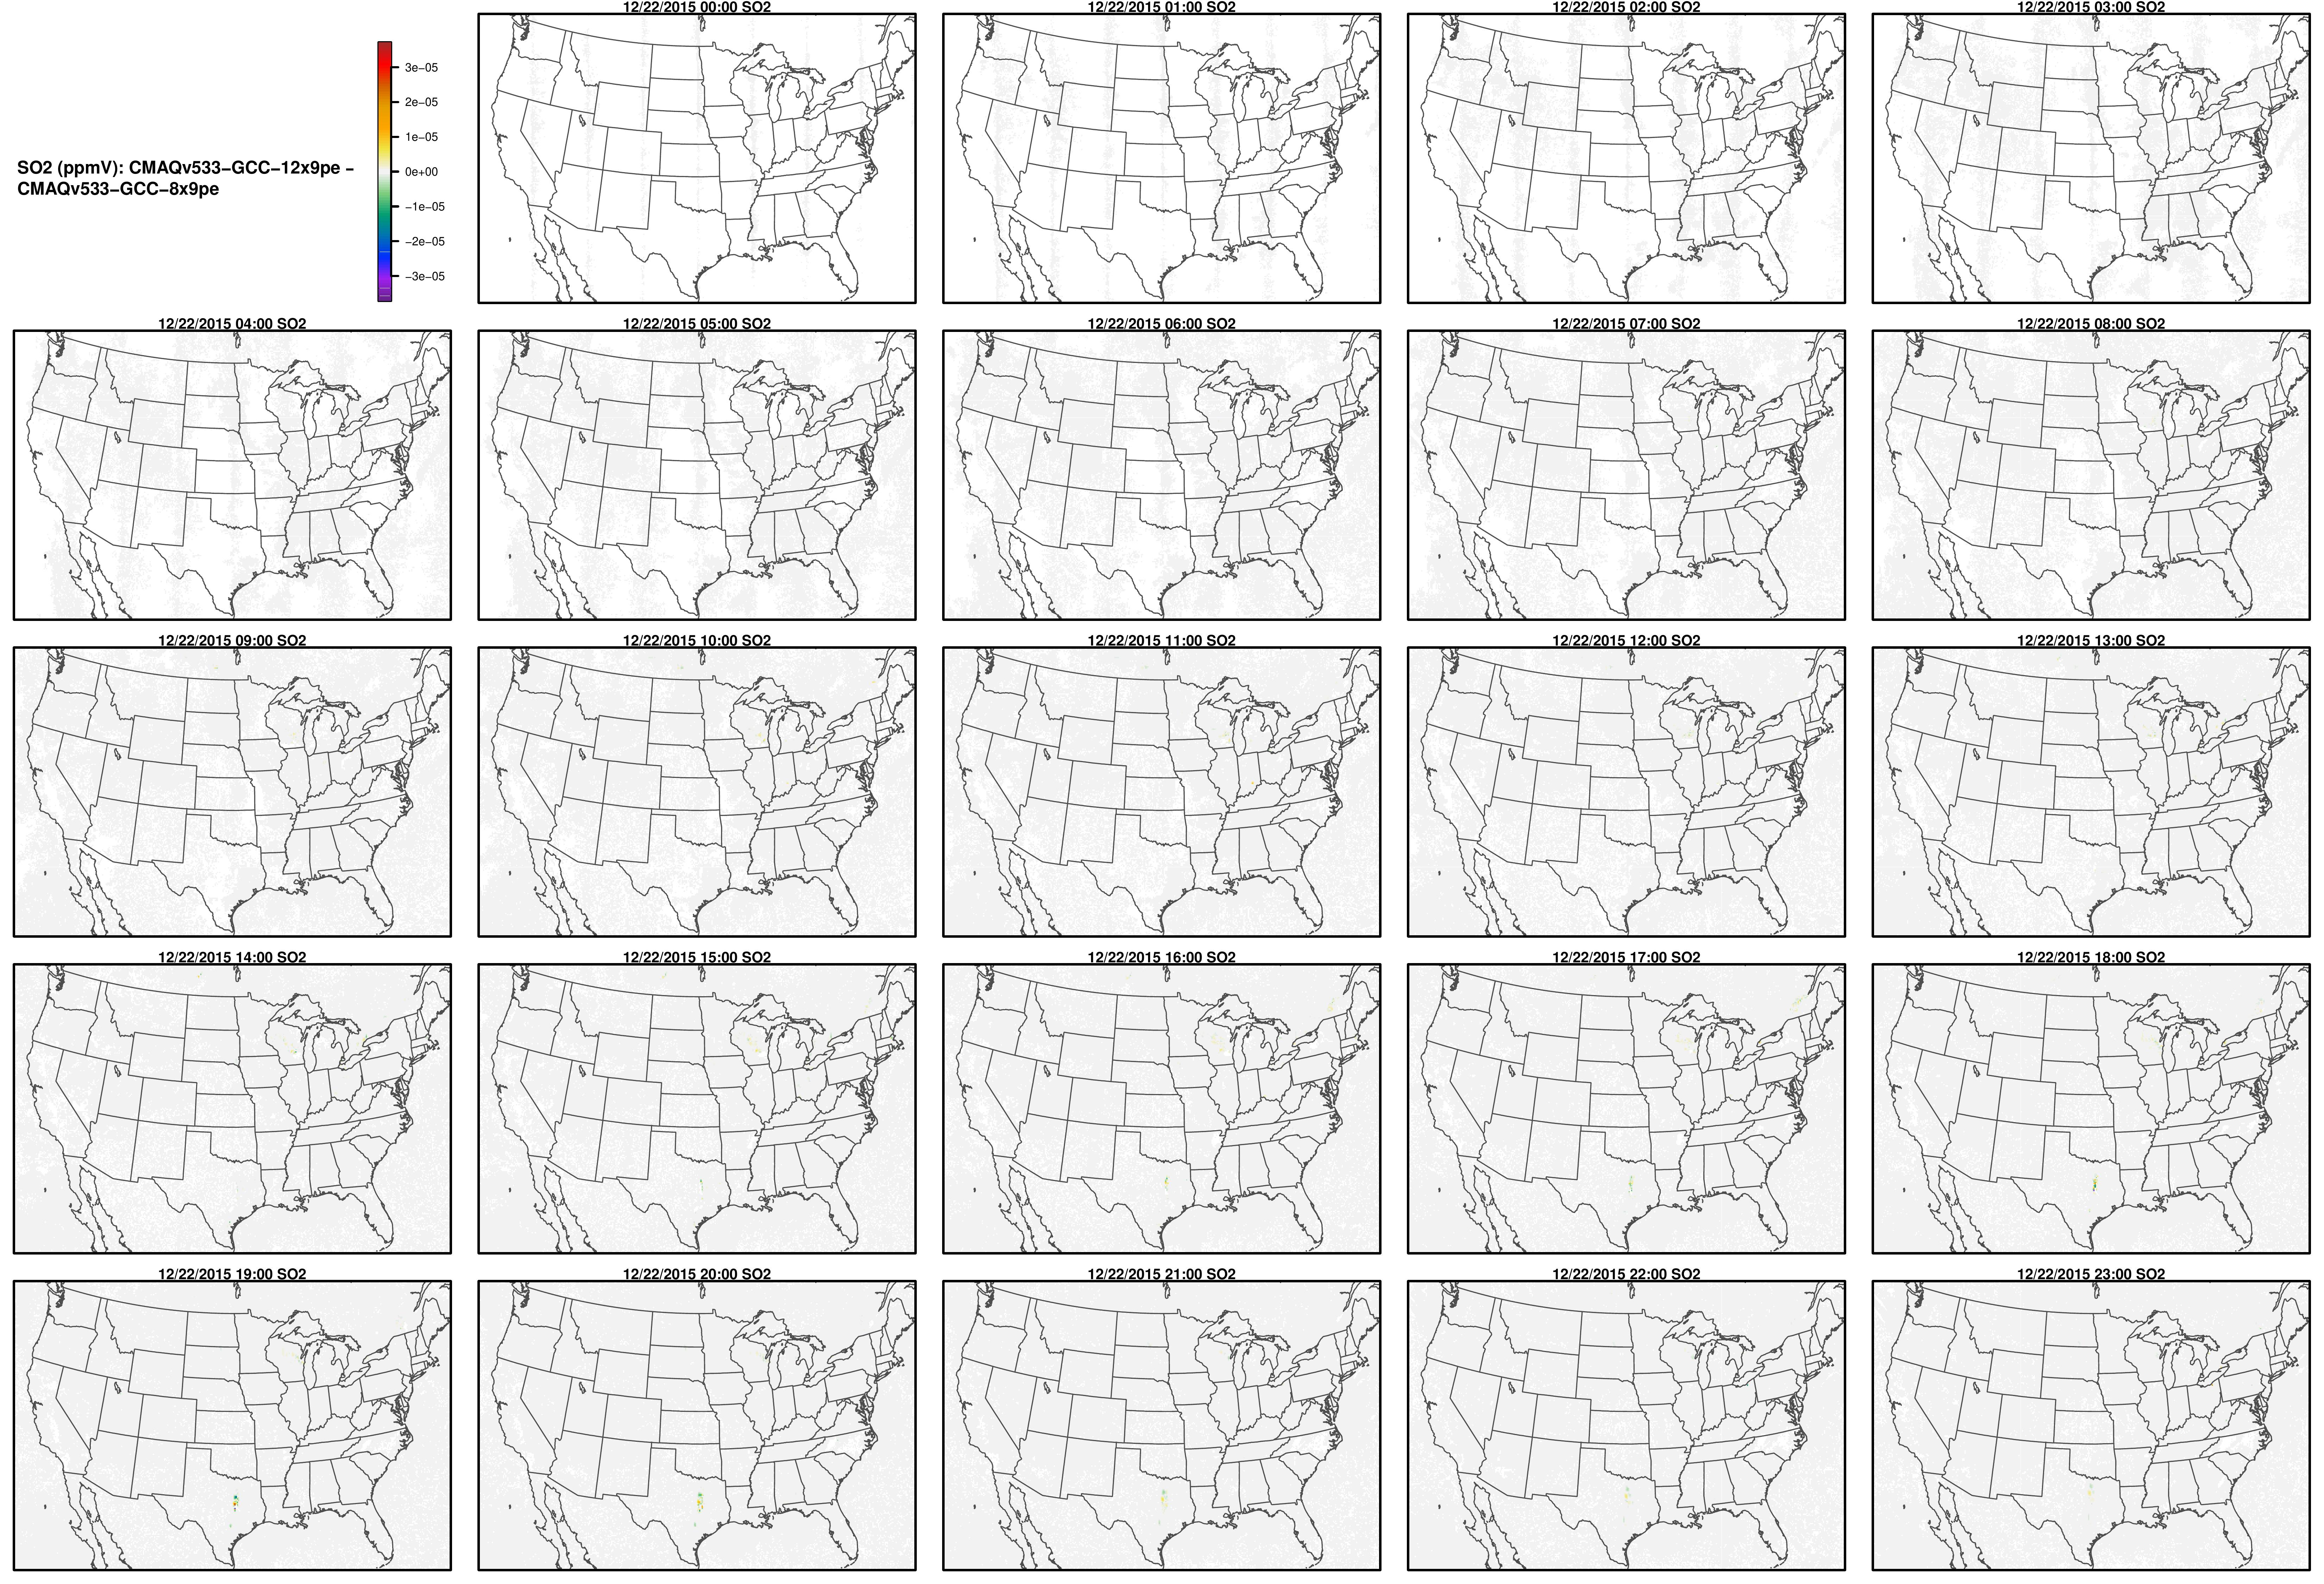 12/22/2015 00:00 SO2
12/22/2015 01:00 SO2
12/22/2015 02:00 SO2
12/22/2015 03:00 SO2
SO2 (ppmV): CMAQv533−GCC−12x9pe −
CMAQv533−GCC−8x9pe
3e−05
2e−05
1e−05
0e+00
−1e−05
−2e−05
−3e−05
12/22/2015 04:00 SO2
12/22/2015 05:00 SO2
12/22/2015 06:00 SO2
12/22/2015 07:00 SO2
12/22/2015 08:00 SO2
12/22/2015 09:00 SO2
12/22/2015 10:00 SO2
12/22/2015 11:00 SO2
12/22/2015 12:00 SO2
12/22/2015 13:00 SO2
12/22/2015 14:00 SO2
12/22/2015 15:00 SO2
12/22/2015 16:00 SO2
12/22/2015 17:00 SO2
12/22/2015 18:00 SO2
12/22/2015 19:00 SO2
12/22/2015 20:00 SO2
12/22/2015 21:00 SO2
12/22/2015 22:00 SO2
12/22/2015 23:00 SO2